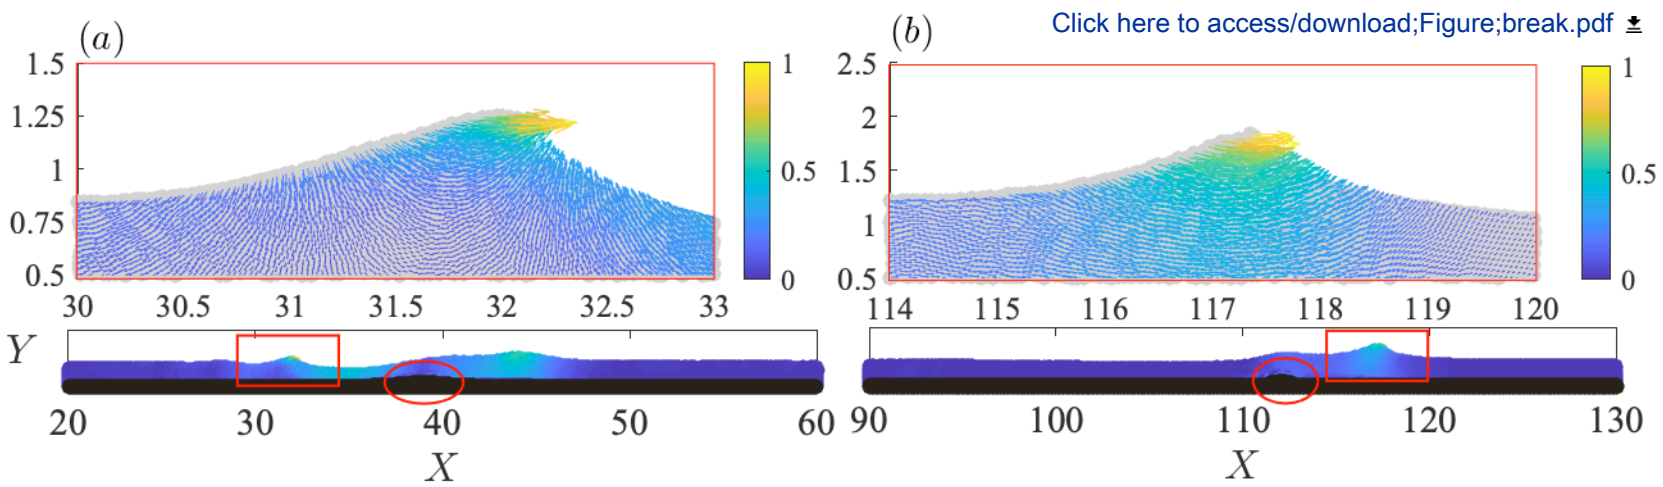 Click here to access/download;Figure;break.pdf
(a)
1.5
1.25
1
0.75
0.5
30 30.5 31 31.5 32 32.5 33
1
0.5
0
Y
20 30 40 50 60
X
(b)
2.5
2
1.5
1
0.5
114 115 116 117 118 119 120
1
0.5
0
90 100 110 120 130
X